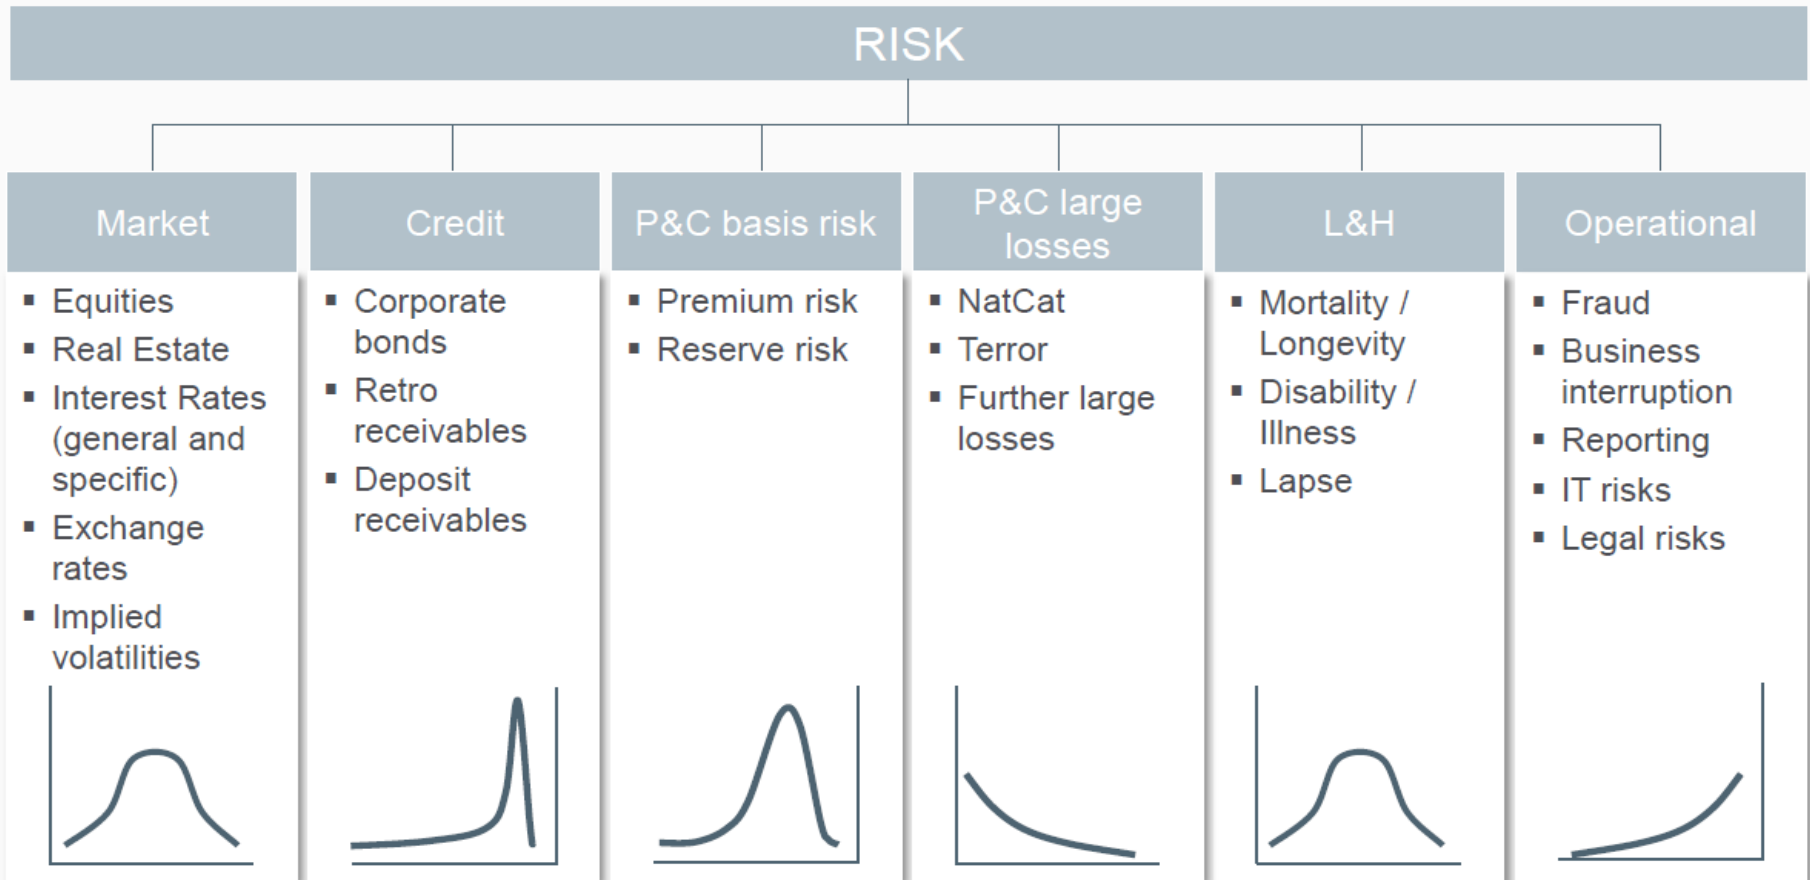 RISK
Market
Equities
Real Estate
Interest Rates
(general and
specific)
Exchange
rates
Implied
volatilities
Credit
Corporate
bonds
Retro
receivables
Deposit
receivables
P&C basis risk
Premium risk
Reserve risk
P&C large
losses
NatCat
Terror
Further large
losses
L&H
Mortality /
Longevity
Disability /
Illness
Lapse
Operational
Fraud
Business
interruption
Reporting
IT risks
Legal risks